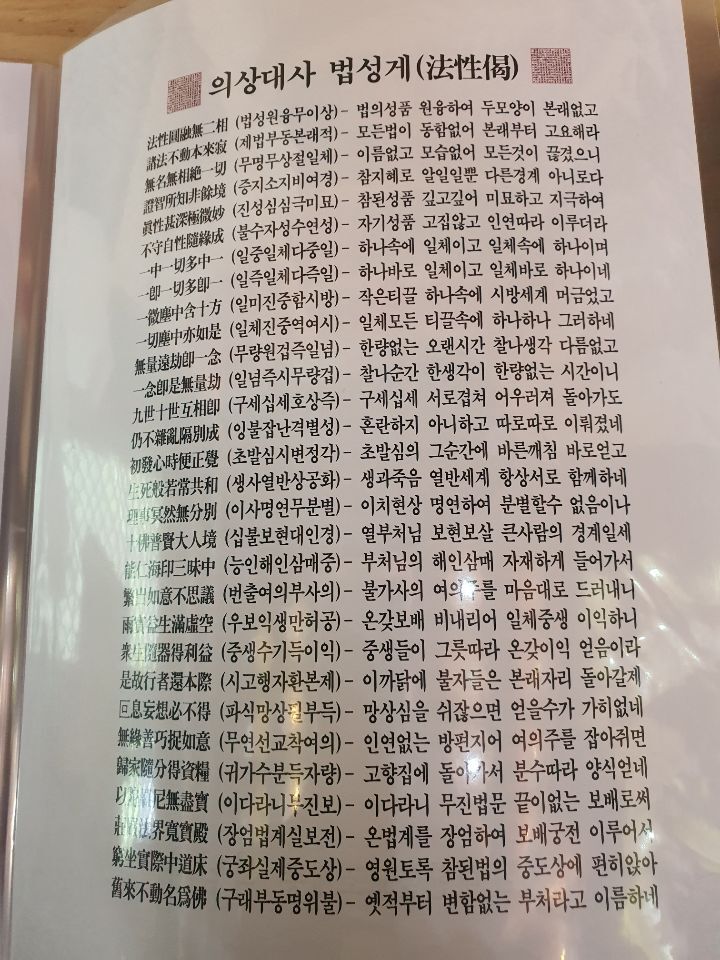 의상대사 법성게(法性偈)
法性圓融無二相 (법성원융무이상) - 법의성품 원융하여 두모양이 본래없고
諸法不動本來寂 (제법부동본래적) - 모든법이 동함없어 본래부터 고요해라
無名無相絶一切 (무명무상절일체) - 이름없고 모습없어 모든것이 끊겼으니
證智所知非餘境 (증지소지비여경) - 참지혜로 알일일뿐 다른경계 아니로다
眞性甚深極微妙 (진성심심극미묘) - 참된성품 깊고깊어 미묘하고 지극하여
不守自性隨緣成 (불수자성수연성) - 자기성품 고집않고 인연따라 이루더라
一中一切多中一 (일중일체다중일) - 하나속에 일체이고 일체속에 하나이며
一卽一切多卽一 (일즉일체다즉일) - 하나바로 일체이고 일체바로 하나이네
一微塵中含十方 (일미진중함시방) - 작은티끌 하나속에 시방세계 머금었고
一切塵中亦如是 (일체진중역여시) - 일체모든 티끌속에 하나하나 그러하네
無量遠劫卽一念 (무량원겁즉일념) - 한량없는 오랜시간 찰나생각 다름없고
一念卽是無量劫 (일념즉시무량겁) - 찰나순간 한생각이 한량없는 시간이니
九世十世互相卽 (구세십세호상즉) - 구세십세 서로겹쳐 어우러져 돌아가도
仍不雜亂隔別成 (잉불잡난격별성) - 혼란하지 아니하고 따로따로 이뤄졌네
初發心時便正覺 (초발심시변정각) - 초발심의 그순간에 바른깨침 바로얻고
生死般若常共和 (생사열반상공화) - 생과죽음 열반세계 항상서로 함께하네
理事冥然無分別 (이사명연무분별) - 이치현상 명연하여 분별할수 없음이나
十佛普賢大人境 (십불보현대인경) - 열부처님 보현보살 큰사람의 경계일세
能仁海印三昧中 (능인해인삼매중) - 부처님의 해인삼매 자재하게 들어가서
繁出如意不思議 (번출여의부사의) - 불가사의 여의주를 마음대로 드러내니
雨寶益生滿虛空 (우보익생만허공) - 온갖보배 비내리어 일체중생 이익하니
衆生隨器得利益 (중생수기득이익) - 중생들이 그릇따라 온갖이익 얻음이라
是故行者還本際 (시고행자환본제) - 이까닭에 불자들은 본래자리 돌아갈제
叵息妄想必不得 (파식망상필부득) - 망상심을 쉬잖으면 얻을수가 가히없네
無緣善巧捉如意 (무연선교착여의) - 인연없는 방편지어 여의주를 잡아쥐면
歸家隨分得資糧 (귀가수분득자량) - 고향집에 돌아가서 분수따라 양식얻네
以 尼無盡寶 (이다라니무진보) - 이다라니 무진법문 끝이없는 보배로써
莊嚴法界寬寶殿 (장엄법계실보전) - 온법계를 장엄하여 보배궁전 이루어서
窮坐實際中道床 (궁좌실제중도상) - 영원토록 참된법의 중도상에 편히앉아
舊來不動名爲佛 (구래부동명위불) - 옛적부터 변함없는 부처라고 이름하네